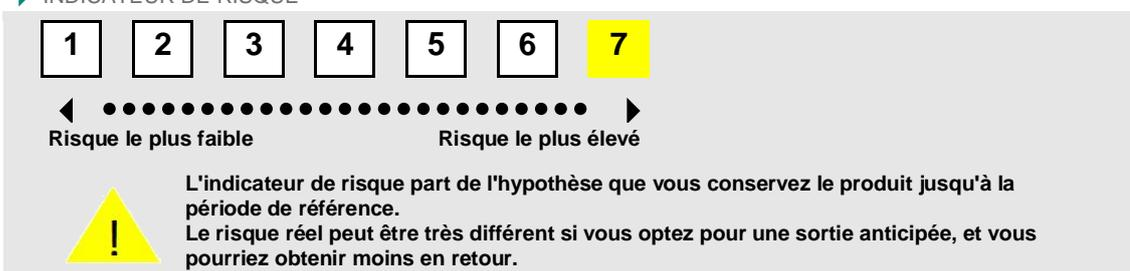 INDICATEUR DE RISQUE
1 2 3 4 5 6 7
Risque le plus faible Risque le plus élevé
L'indicateur de risque part de l'hypothèse que vous conservez le produit jusqu'à la
période de référence.
!
Le risque réel peut être très différent si vous optez pour une sortie anticipée, et vous
pourriez obtenir moins en retour.